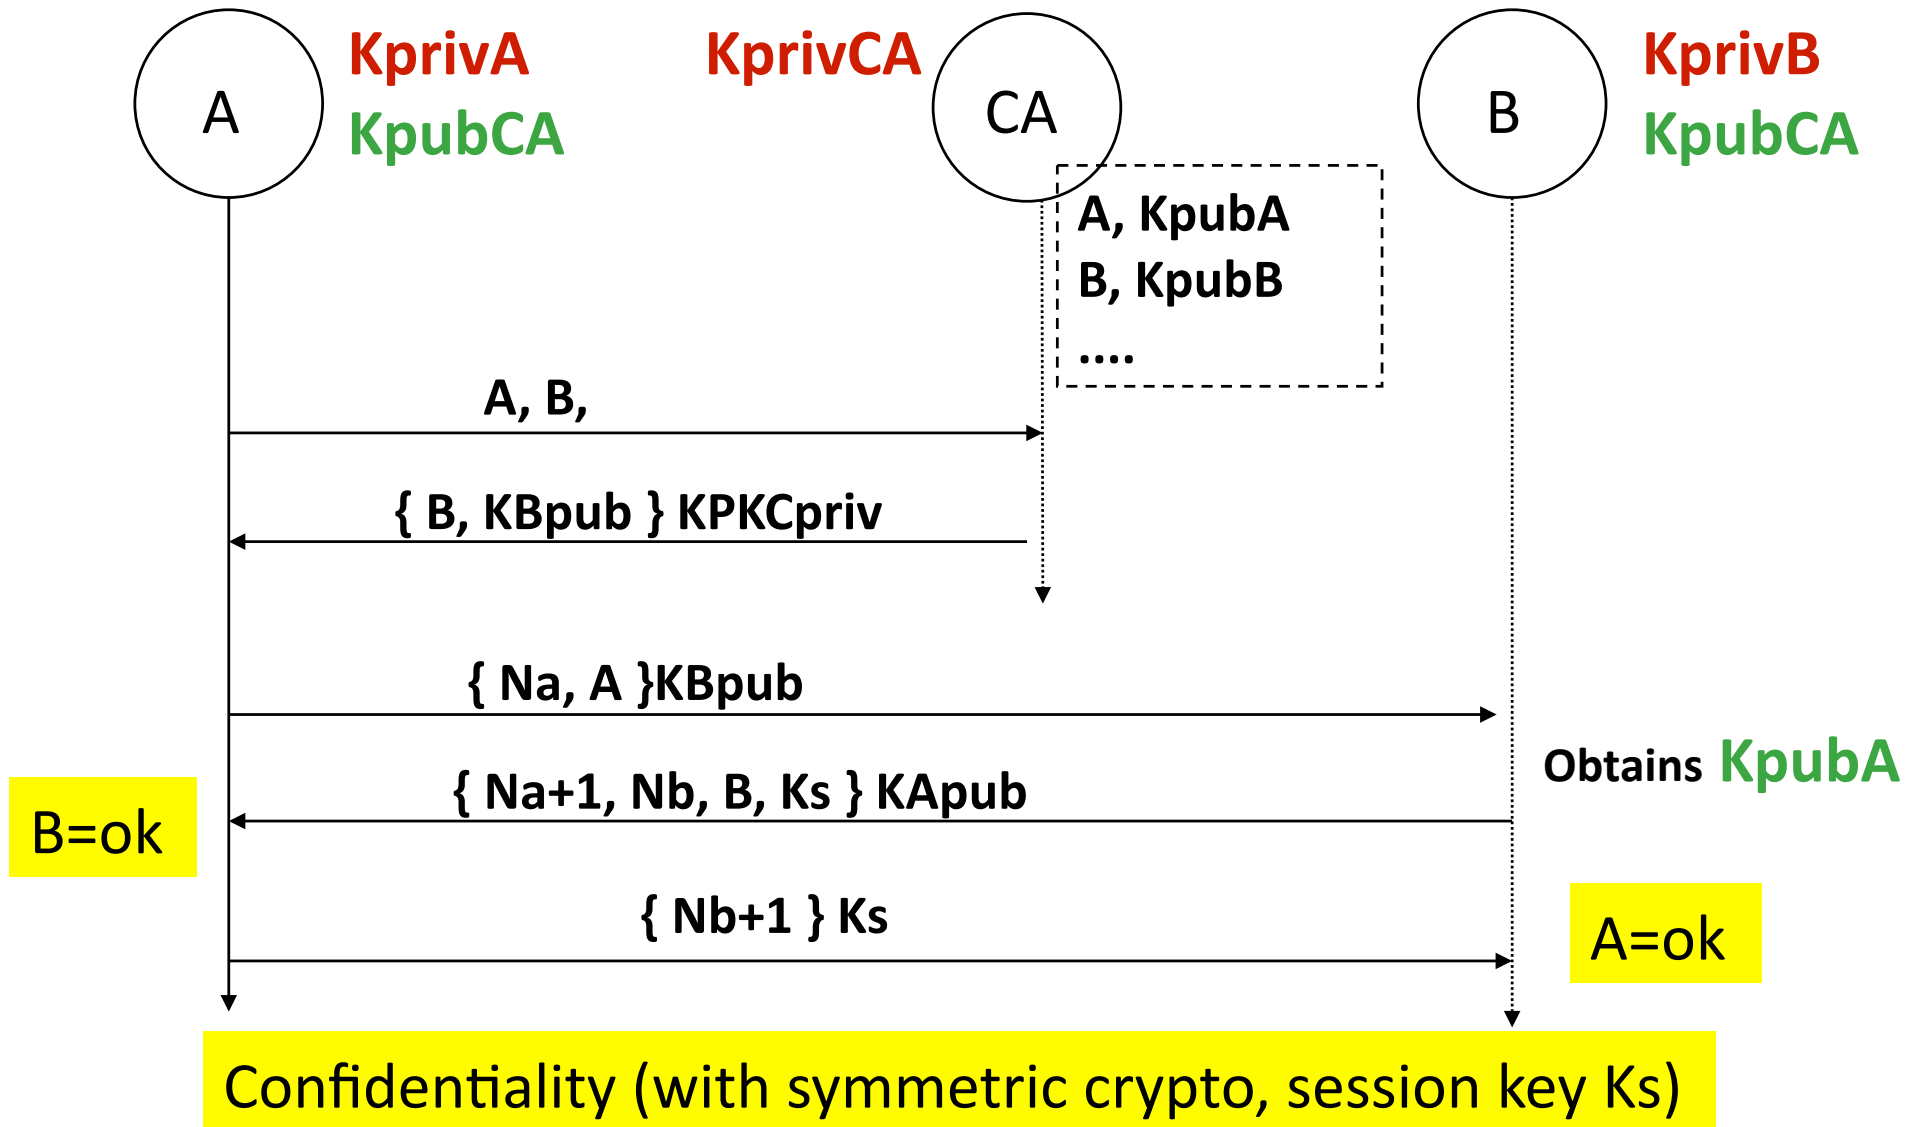 A
KprivA
KpubCA
KprivCA
CA
B
KprivB
KpubCA
A, KpubA
B, KpubB
....
A, B,
{ B, KBpub } KPKCpriv
{ Na, A }KBpub
Obtains KpubA
{ Na+1, Nb, B, Ks } KApub
B=ok
{ Nb+1 } Ks
A=ok
Confidentiality (with symmetric crypto, session key Ks)